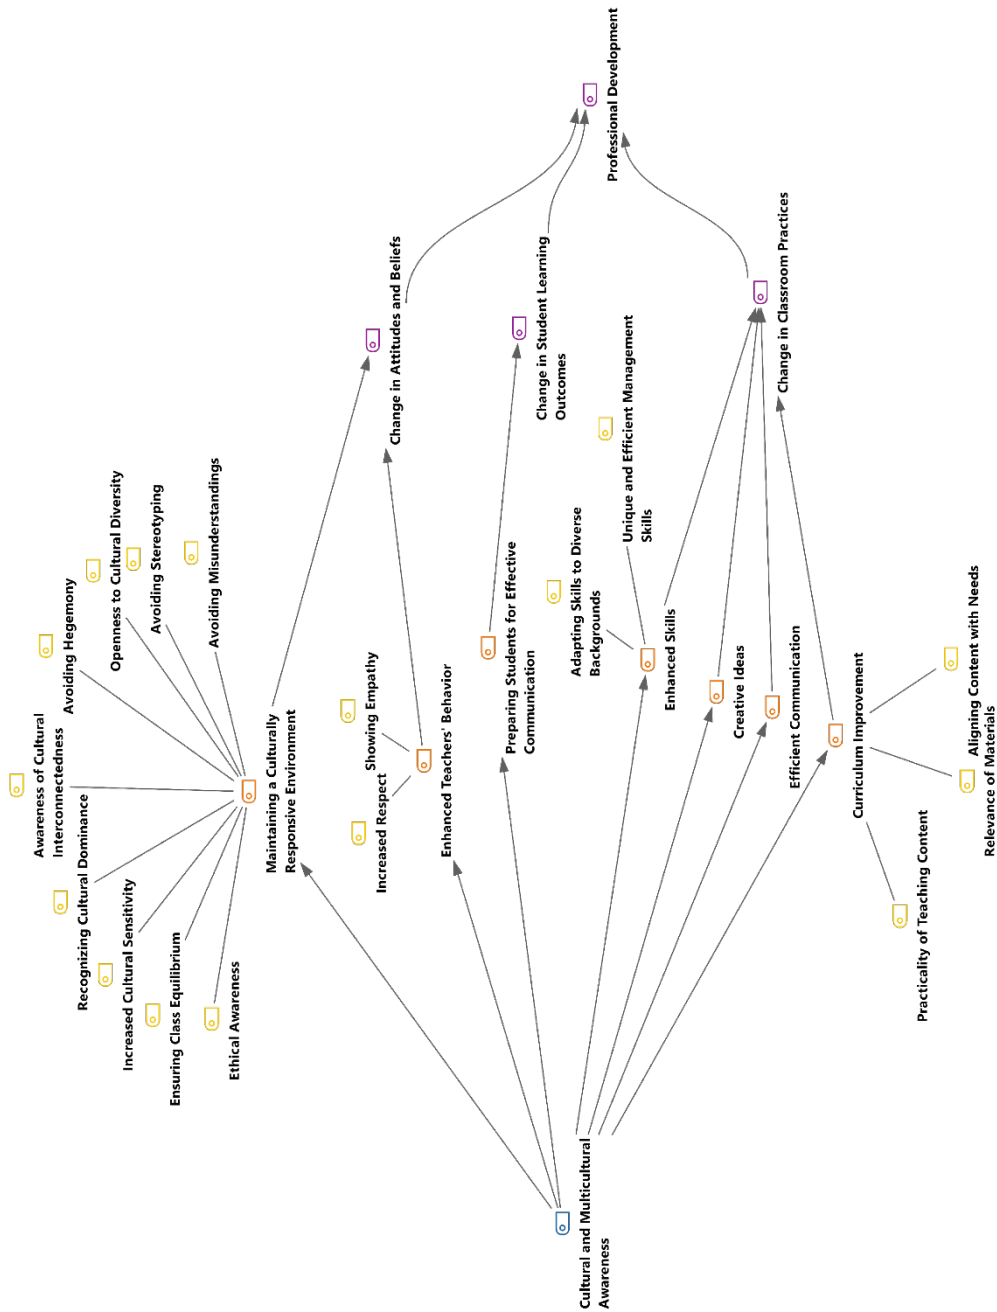 Awareness of Cultural
Interconnectedness
Avoiding Hegemony
Recognizing Cultural Dominance
Openness to Cultural Diversity
Increased Cultural Sensitivity
Avoiding Stereotyping
Ensuring Class Equilibrium
Avoiding Misunderstandings
Ethical Awareness
Maintaining a Culturally
Responsive Environment
Showing Empathy
Increased Respect
Change in Attitudes and Beliefs
Enhanced Teachers' Behavior
Preparing Students for Effective
Communication
Change in Student Learning
Outcomes
Adapting Skills to Diverse
Backgrounds
Cultural and Multicultural
Awareness
Professional Development
Unique and Efficient Management
Skills
Enhanced Skills
Creative Ideas
Change in Classroom Practices
Efficient Communication
Curriculum Improvement
Practicality of Teaching Content
Aligning Content with Needs
Relevance of Materials